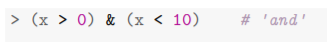 > (x > 0) & (x < 10)     # 'and'